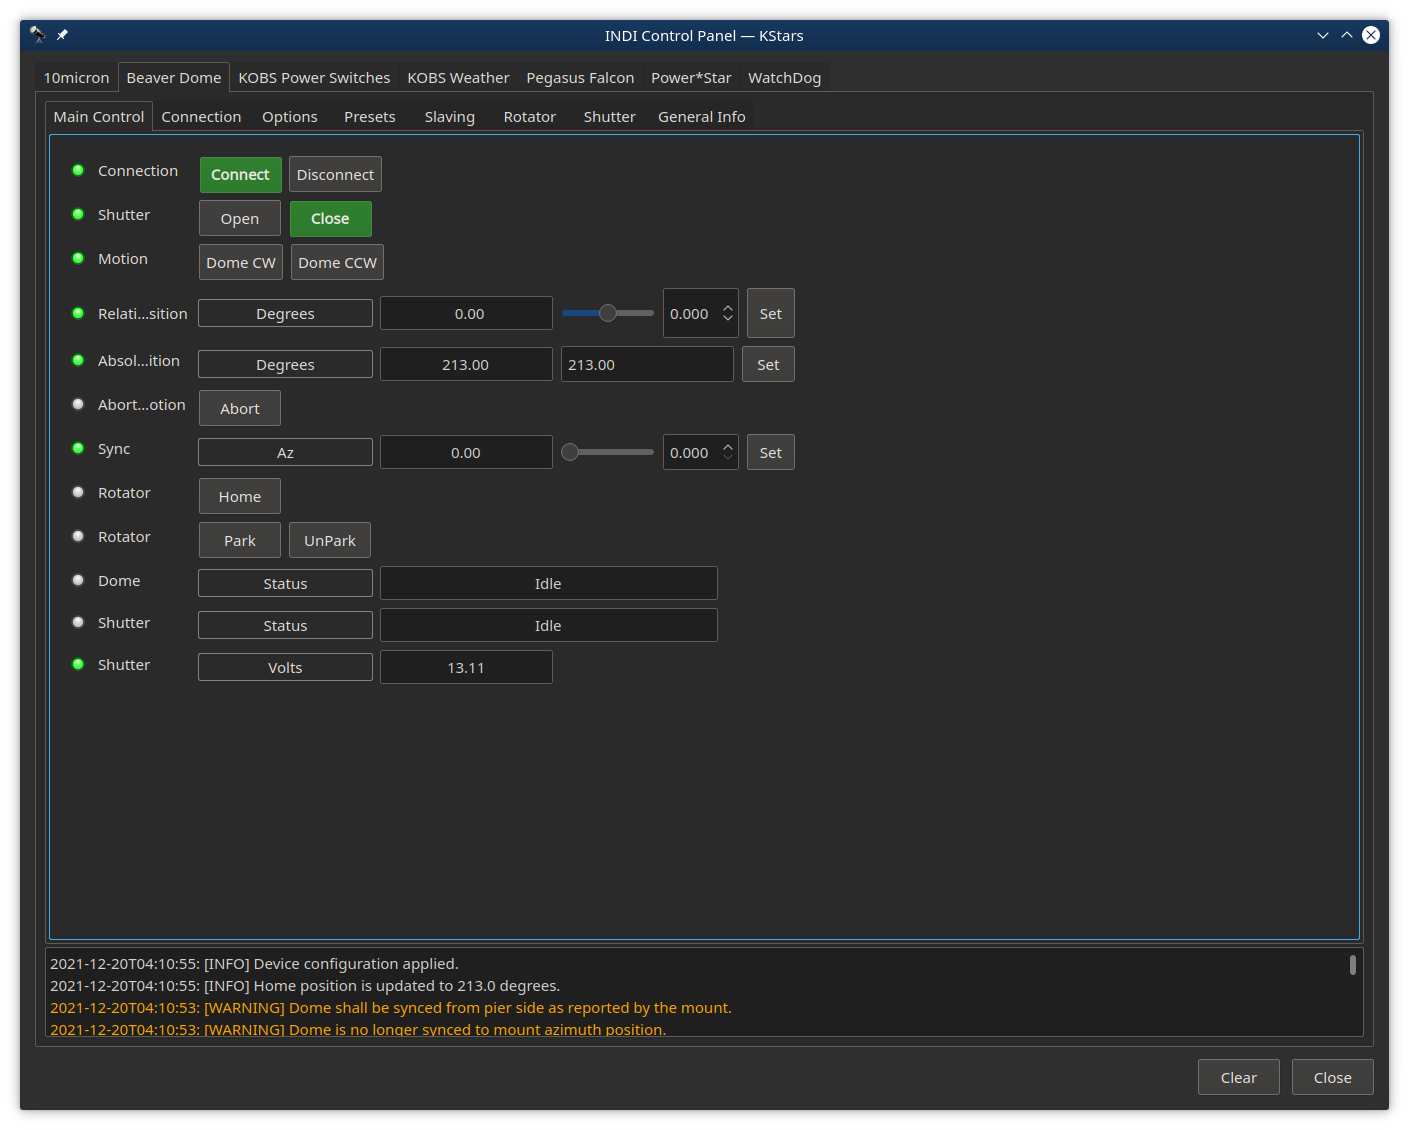 INDI Control Panel — KStars
10micron Beaver Dome KOBS Power Switches KOBS Weather Pegasus Falcon Power*Star WatchDog
Main Control Connection Options Presets Slaving Rotator Shutter General Info
Connection Connect Disconnect
Shutter Open Close
Motion Dome CW Dome CCW
Relati...sition Degrees 0.00 0.000 Set
Absol...ition Degrees 213.00 213.00 Set
Abort...otion Abort
Sync Az 0.00 0.000 Set
Rotator Home
Rotator Park UnPark
Dome Status Idle
Shutter Status Idle
Shutter Volts 13.11
2021-12-20T04:10:55: [INFO] Device configuration applied.
2021-12-20T04:10:55: [INFO] Home position is updated to 213.0 degrees.
2021-12-20T04:10:53: [WARNING] Dome shall be synced from pier side as reported by the mount.
2021-12-20T04:10:53: [WARNING] Dome is no longer synced to mount azimuth position.
Clear Close